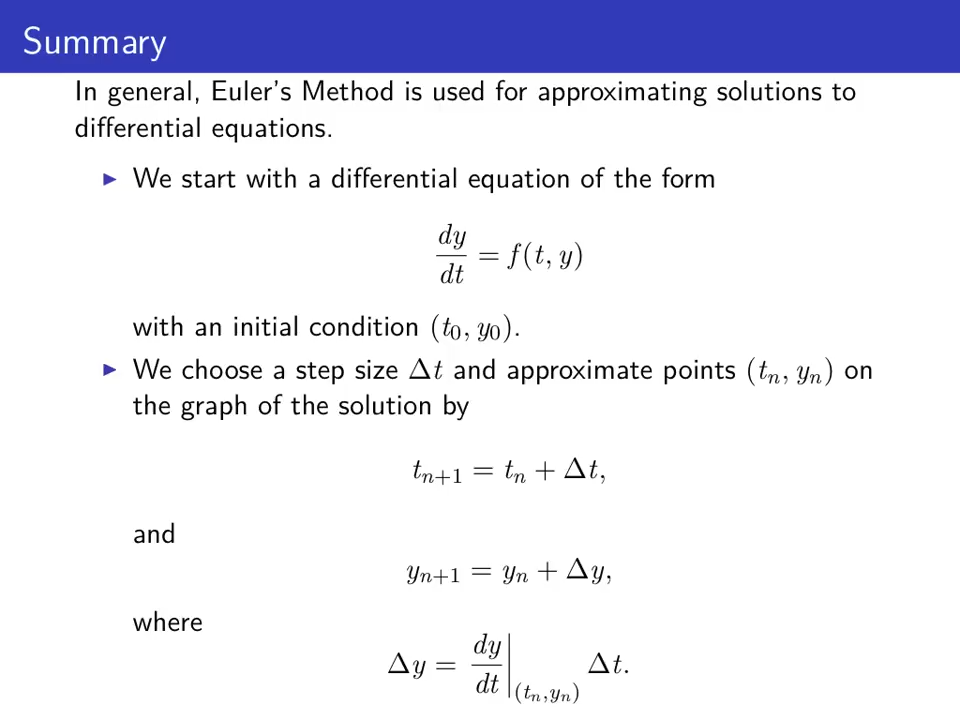 Summary
In general, Euler's Method is used for approximating solutions to
differential equations.
▶ We start with a differential equation of the form
dy/dt = f(t, y)
with an initial condition (t₀, y₀).
▶ We choose a step size Δt and approximate points (tₙ, yₙ) on
the graph of the solution by
tₙ₊₁ = tₙ + Δt,
and
yₙ₊₁ = yₙ + Δy,
where
Δy = dy/dt|₍ₜₙ,ᵧₙ₎ Δt.